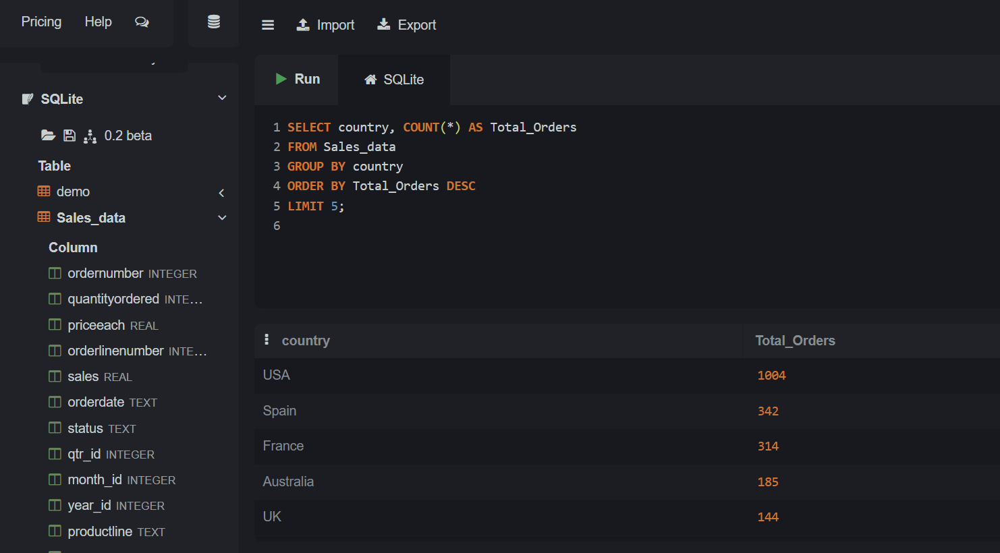 Pricing Help
Import Export
SQLite
0.2 beta
Table
demo
Sales_data
Column
ordernumber INTEGER
quantityordered INTE...
priceeach REAL
orderlinenumber INTE...
sales REAL
orderdate TEXT
status TEXT
qtr_id INTEGER
month_id INTEGER
year_id INTEGER
productline TEXT
Run SQLite
1 SELECT country, COUNT(*) AS Total_Orders
2 FROM Sales_data
3 GROUP BY country
4 ORDER BY Total_Orders DESC
5 LIMIT 5;
6
country Total_Orders
USA 1004
Spain 342
France 314
Australia 185
UK 144